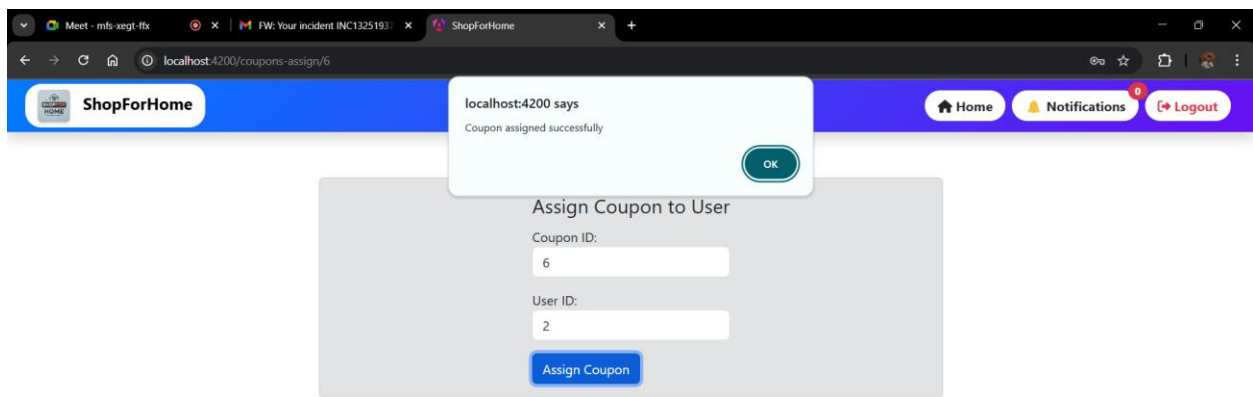 Meet - mfs-xegt-ffx
FW: Your incident INC1325193
ShopForHome
localhost:4200/coupons-assign/6
ShopForHome
localhost:4200 says
Coupon assigned successfully
OK
Home
Notifications
0
Logout
Assign Coupon to User
Coupon ID:
6
User ID:
2
Assign Coupon